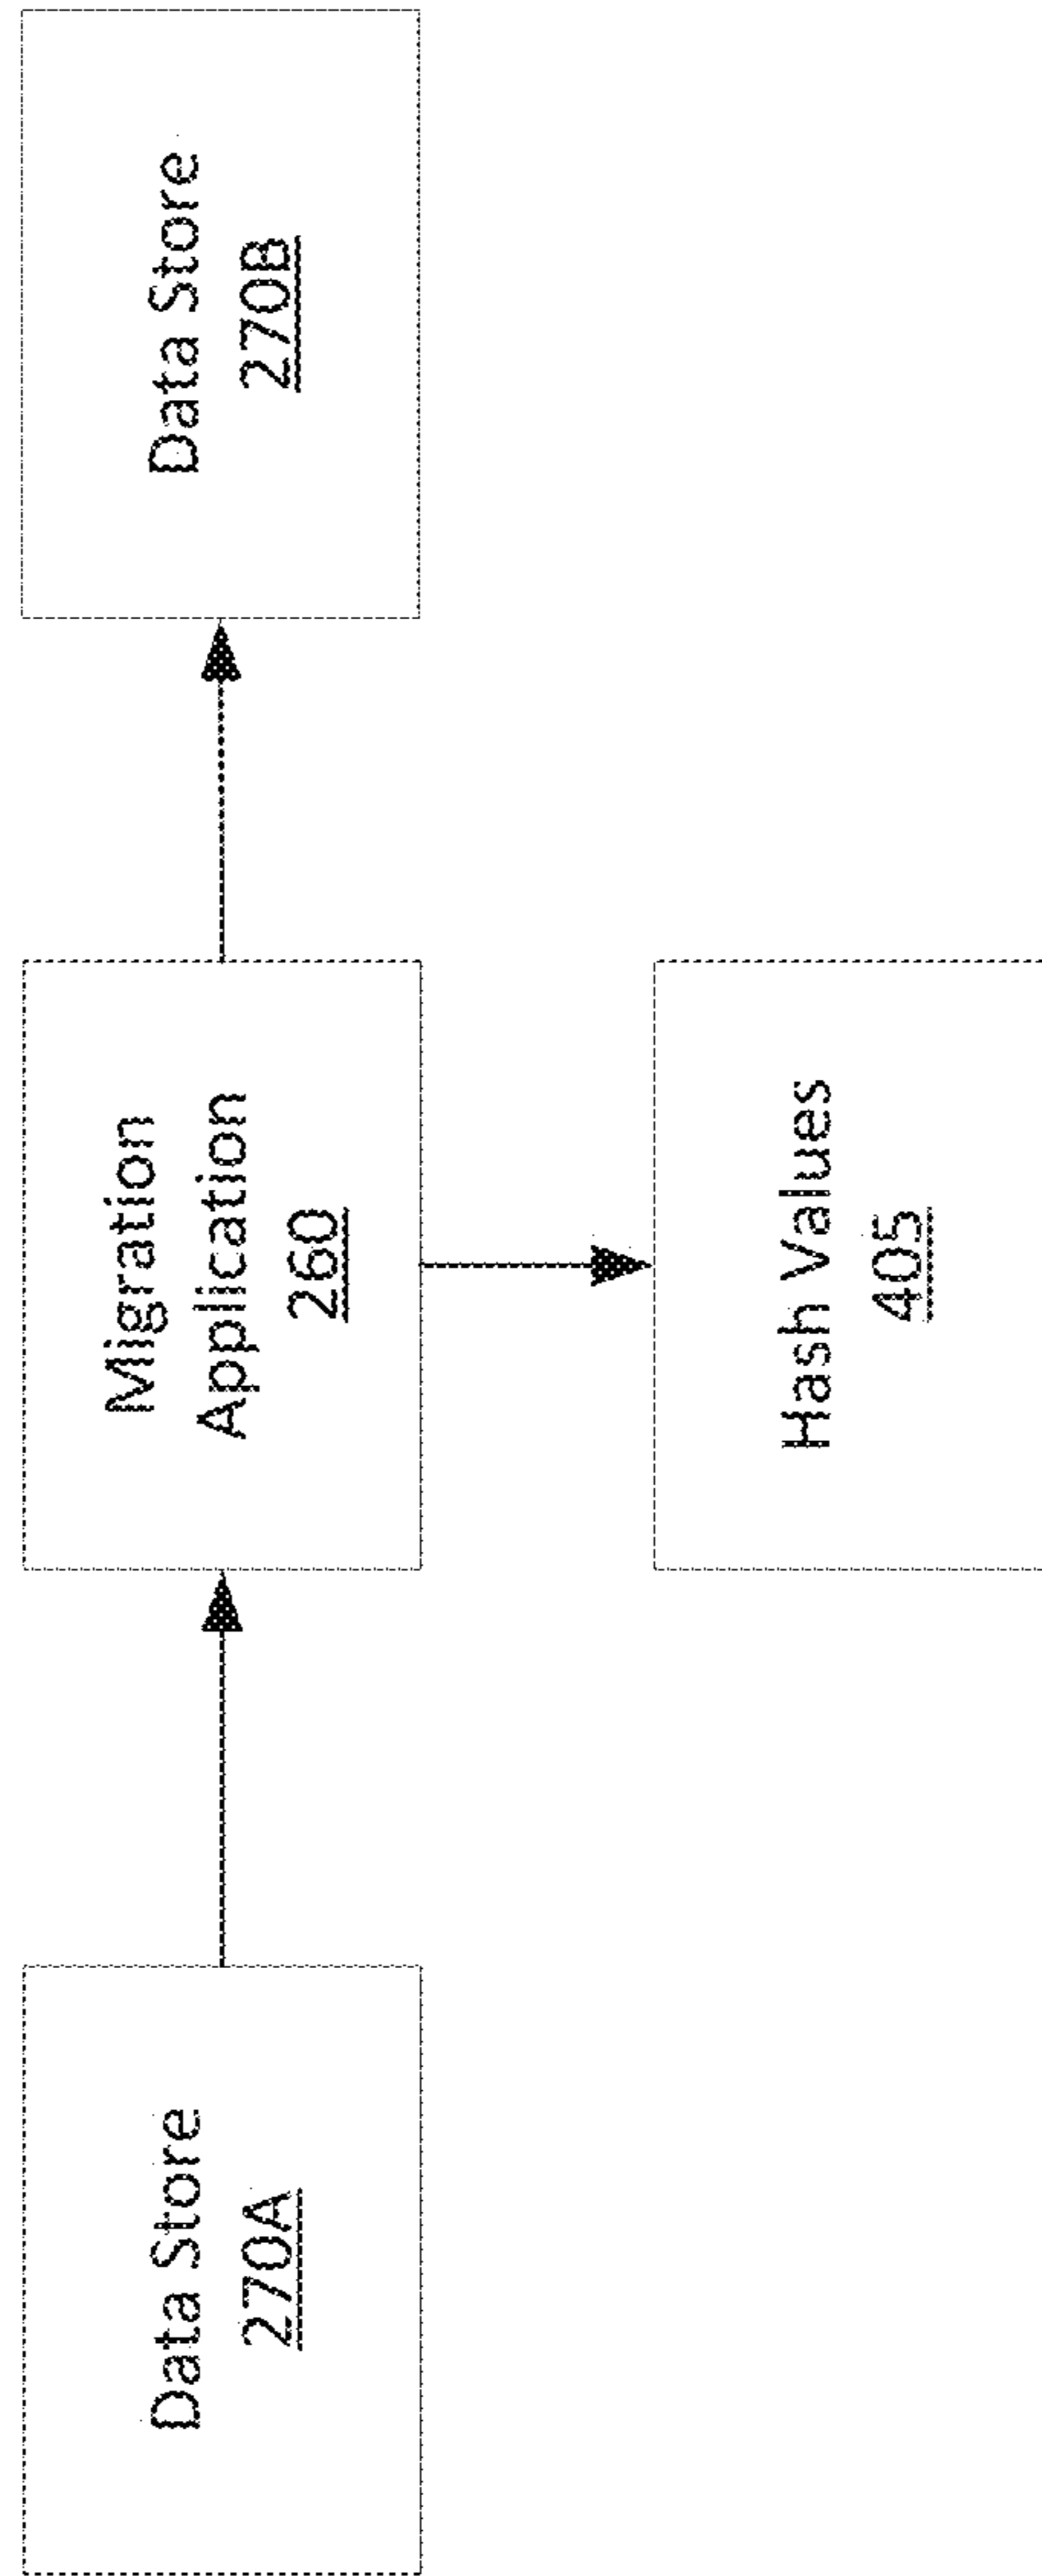 Data Store
270A
Migration
Application
260
Data Store
270B
Hash Values
405